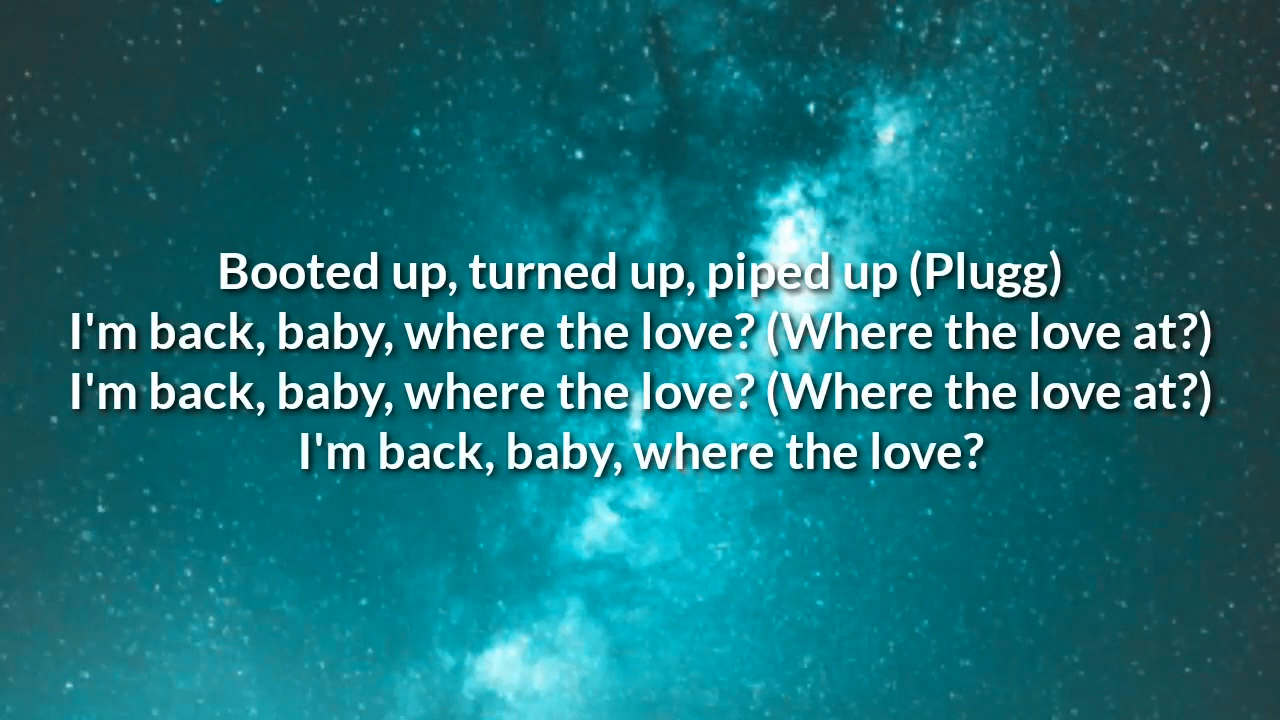 Booted up, turned up, piped up (Plugg)
I'm back, baby, where the love? (Where the love at?)
I'm back, baby, where the love? (Where the love at?)
I'm back, baby, where the love?